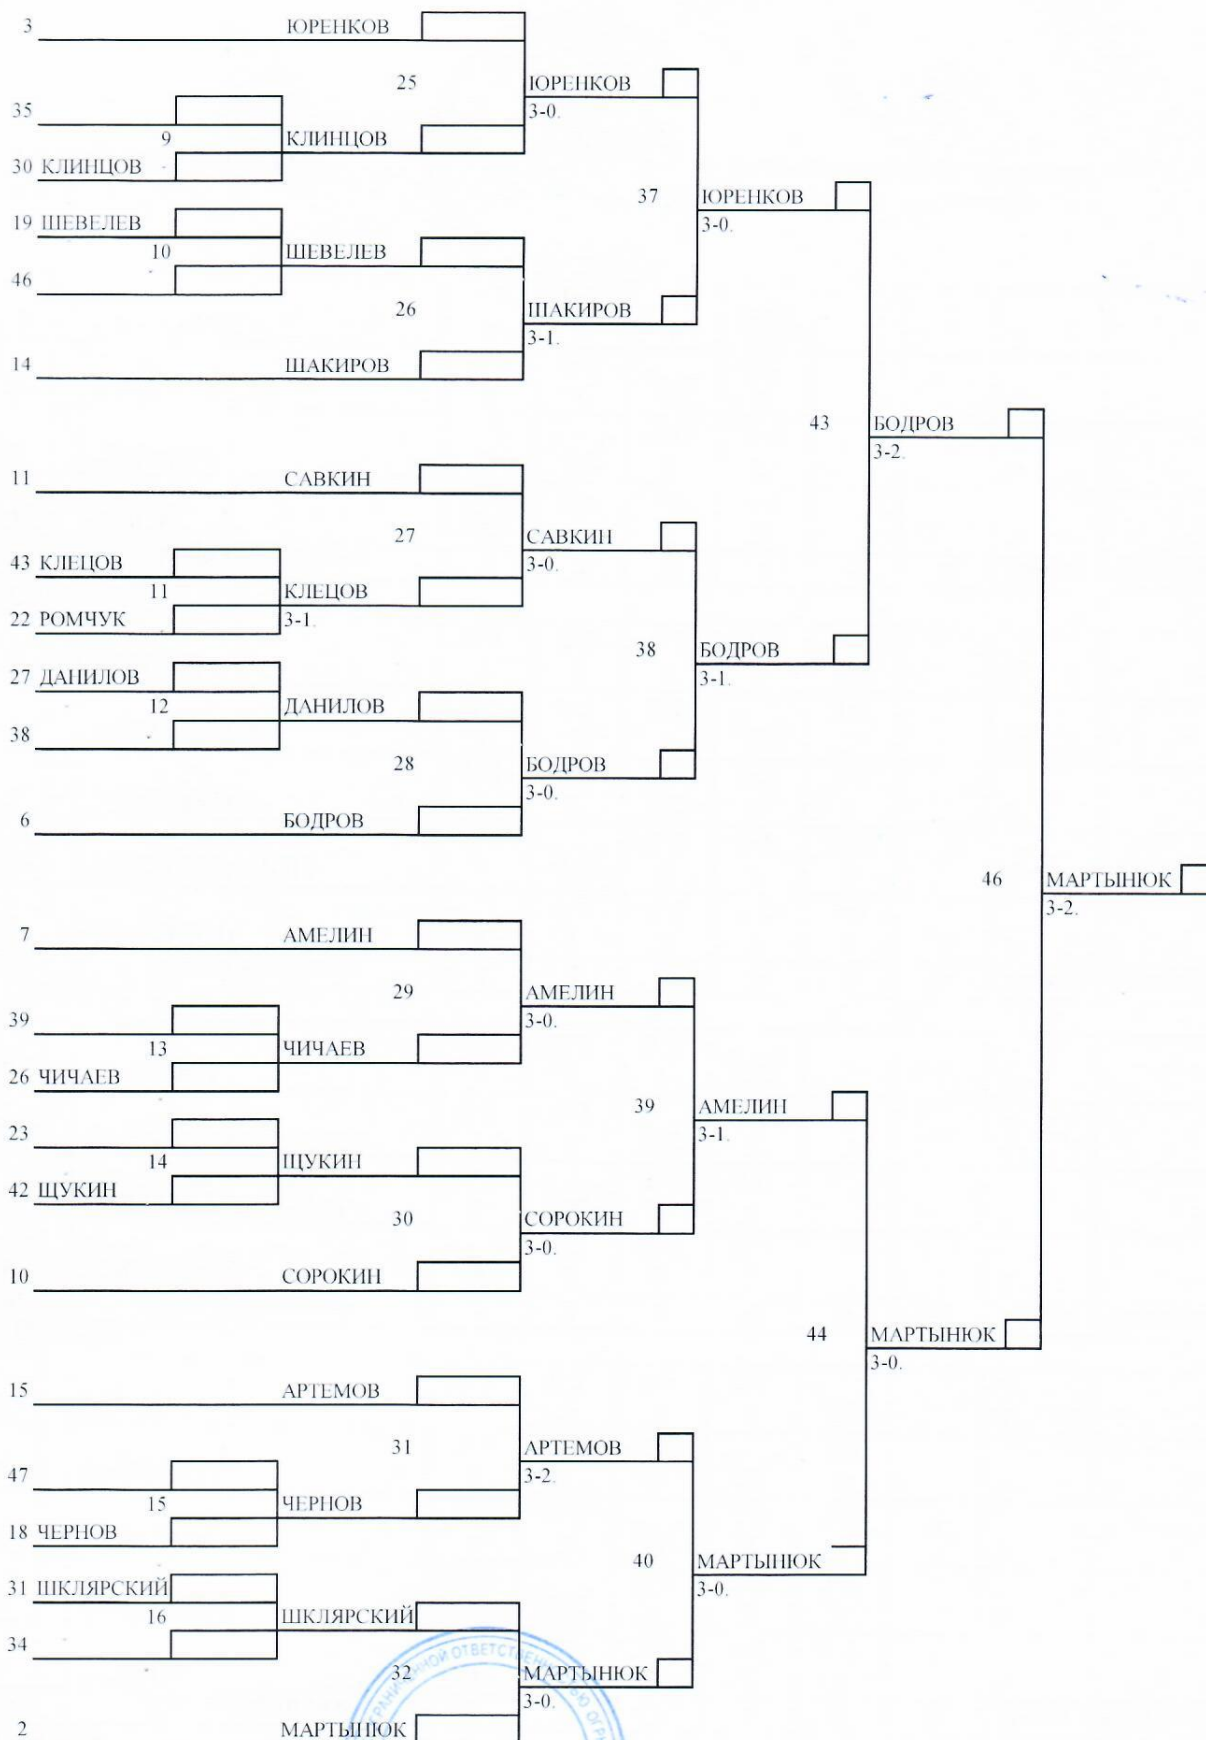 3 ЮРЕНКОВ
25 ЮРЕНКОВ
35
3-0.
9 КЛИНЦОВ
30 КЛИНЦОВ
37 ЮРЕНКОВ
19 ШЕВЕЛЕВ
3-0.
10 ШЕВЕЛЕВ
46
26 ШАКИРОВ
3-1.
14 ШАКИРОВ
43 БОДРОВ
3-2.
11 САВКИН
27 САВКИН
43 КЛЕЦОВ
3-0.
11 КЛЕЦОВ
22 РОМЧУК
3-1.
38 БОДРОВ
27 ДАНИЛОВ
3-1.
12 ДАНИЛОВ
38
28 БОДРОВ
3-0.
6 БОДРОВ
46 МАРТЫНЮК
3-2.
7 АМЕЛИН
29 АМЕЛИН
39
3-0.
13 ЧИЧАЕВ
26 ЧИЧАЕВ
39 АМЕЛИН
23
3-1.
14 ЩУКИН
42 ЩУКИН
30 СОРОКИН
3-0.
10 СОРОКИН
44 МАРТЫНЮК
3-0.
15 АРТЕМОВ
31 АРТЕМОВ
47
3-2.
15 ЧЕРНОВ
18 ЧЕРНОВ
40 МАРТЫНЮК
31 ШКЛЯРСКИЙ
3-0.
16 ШКЛЯРСКИЙ
34
32 МАРТЫНЮК
3-0.
2 МАРТЫНЮК
ОТВЕТСТВЕННОСТЬЮ